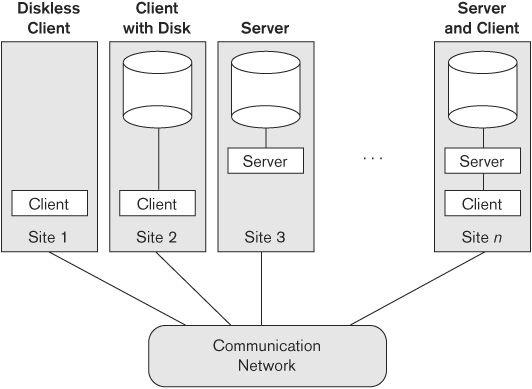 Diskless
Client
Client
with Disk
Server
Server
and Client
Server
. . .
Server
Client
Client
Client
Site 1
Site 2
Site 3
Site n
Communication
Network